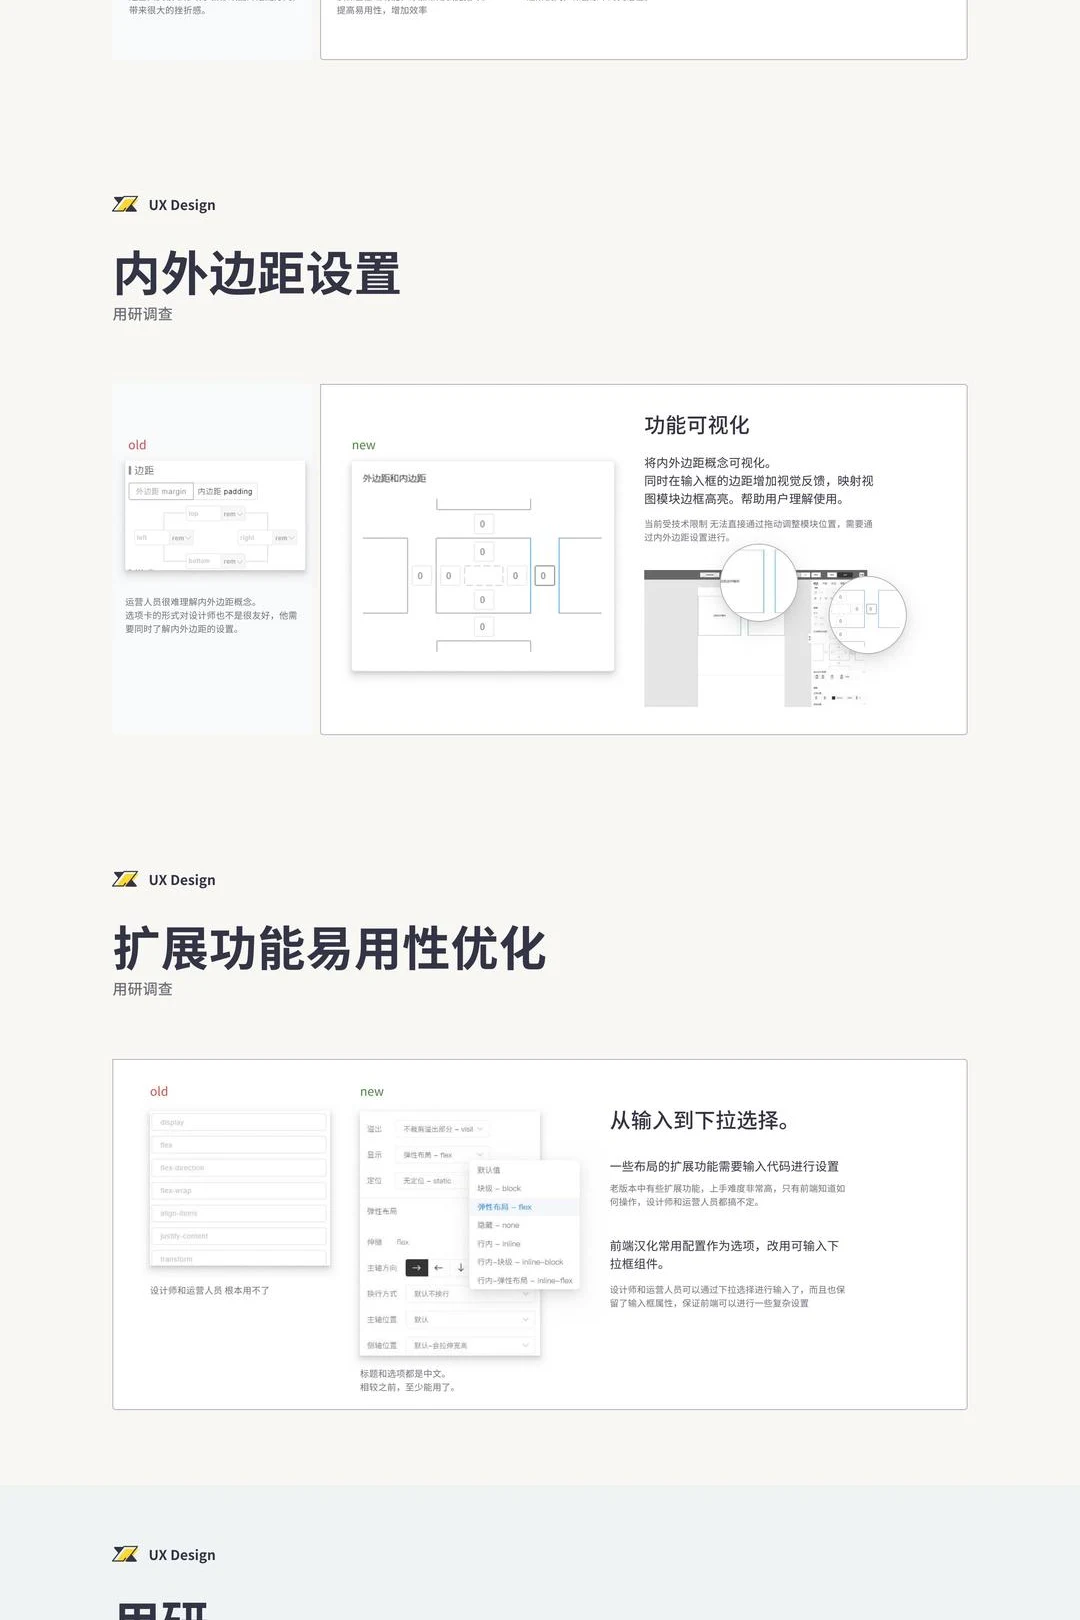 带来很大的挫折感。
提高易用性，增加效率
UX Design
内外边距设置
用研调查
old
边距
外边距 margin
内边距 padding
top
rem
left
rem
right
rem
bottom
rem
运营人员很难理解内外边距概念。
选项卡的形式对设计师也不是很友好，他需
要同时了解内外边距的设置。
new
外边距和内边距
0
0
0
0
0
0
0
0
功能可视化
将内外边距概念可视化。
同时在输入框的边距增加视觉反馈，映射视
图模块边框高亮。帮助用户理解使用。
当前受技术限制 无法直接通过拖动调整模块位置，需要通
过内外边距设置进行。
UX Design
扩展功能易用性优化
用研调查
old
display
flex
flex-direction
flex-wrap
align-items
justify-content
transform
设计师和运营人员 根本用不了
new
溢出
不裁剪溢出部分 – visit
显示
弹性布局 – flex
定位
无定位 – static
弹性布局
伸缩
flex
主轴方向
换行方式
默认不换行
主轴位置
默认
侧轴位置
默认–会拉伸宽高
默认值
块级 – block
弹性布局 – flex
隐藏 – none
行内 – inline
行内-块级 – inline-block
行内-弹性布局 – inline-flex
标题和选项都是中文。
相较之前，至少能用了。
从输入到下拉选择。
一些布局的扩展功能需要输入代码进行设置
老版本中有些扩展功能，上手难度非常高，只有前端知道如
何操作，设计师和运营人员都搞不定。
前端汉化常用配置作为选项，改用可输入下
拉框组件。
设计师和运营人员可以通过下拉选择进行输入了，而且也保
留了输入框属性，保证前端可以进行一些复杂设置
UX Design
用研